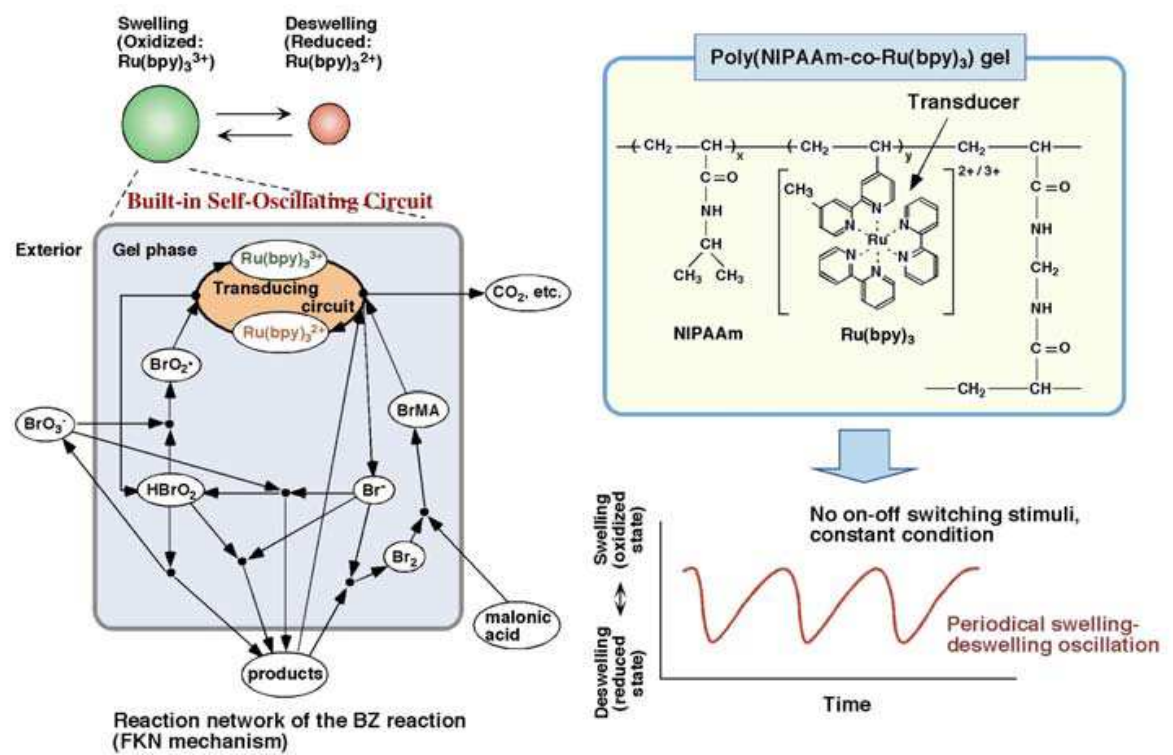 Swelling
(Oxidized:
Ru(bpy)₃³⁺)
Deswelling
(Reduced:
Ru(bpy)₃²⁺)
Built-in Self-Oscillating Circuit
Exterior
Gel phase
Ru(bpy)₃³⁺
Transducing
circuit
Ru(bpy)₃²⁺
CO₂, etc.
BrO₂•
BrMA
BrO₃⁻
HBrO₂
Br⁻
Br₂
malonic
acid
products
Reaction network of the BZ reaction
(FKN mechanism)
Poly(NIPAAm-co-Ru(bpy)₃) gel
Transducer
CH₂ CH x CH₂ CH y CH₂ CH
2+/3+
C=O
CH₃
C=O
NH
N
N N
Ru
N N
N
NH
CH
CH₂
CH₃ CH₃
NH
NIPAAm
Ru(bpy)₃
C=O
CH₂ CH
Swelling
(oxidized
state)
Deswelling
(reduced
state)
No on-off switching stimuli,
constant condition
Periodical swelling-
deswelling oscillation
Time